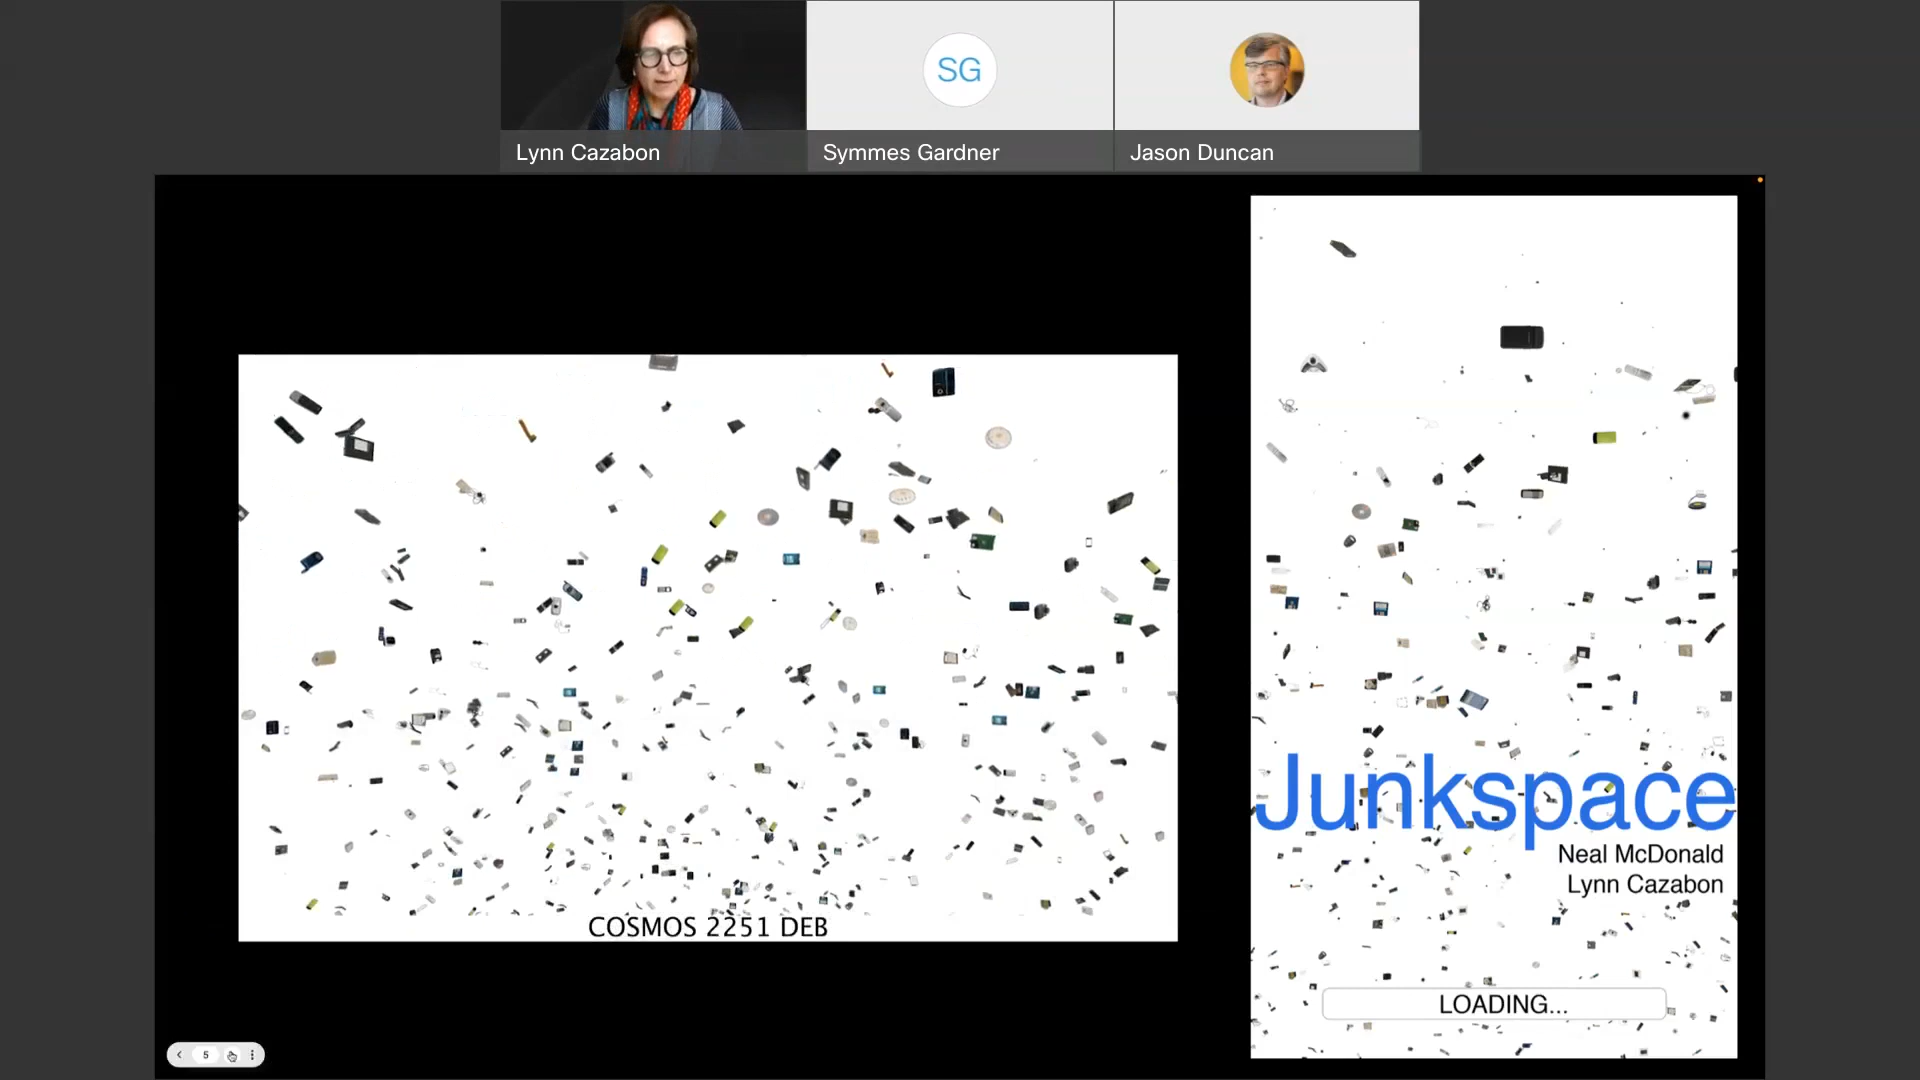 SG
Lynn Cazabon
Symmes Gardner
Jason Duncan
COSMOS 2251 DEB
Junkspace
Neal McDonald
Lynn Cazabon
LOADING...
5